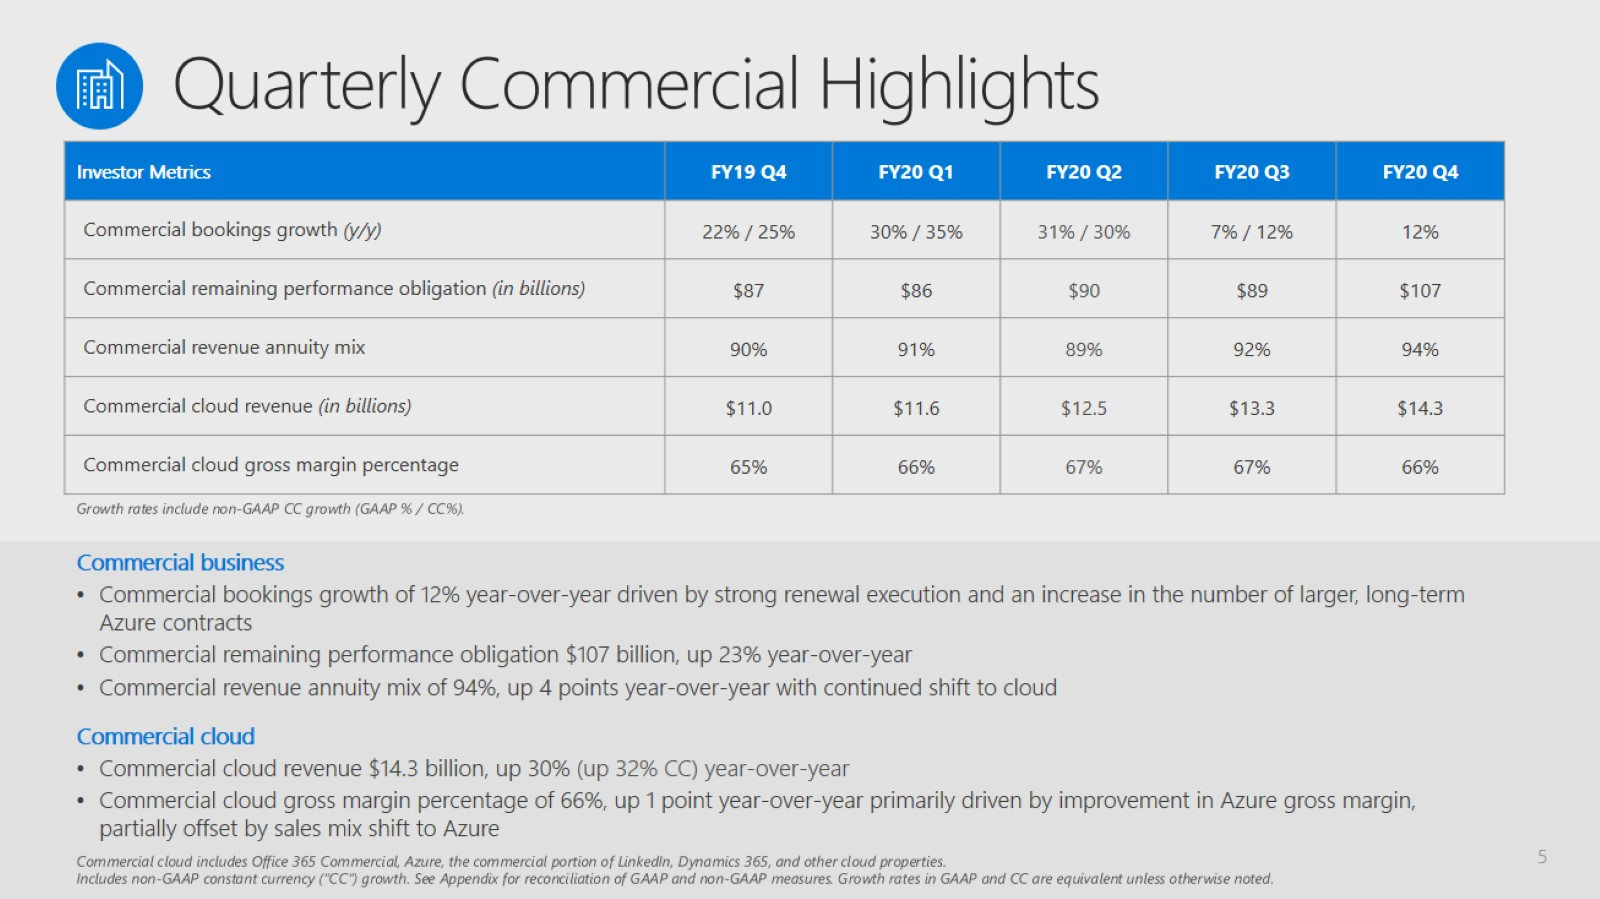 Quarterly Commercial Highlights
Investor Metrics FY19 Q4 FY20 Q1 FY20 Q2 FY20 Q3 FY20 Q4
Commercial bookings growth (y/y) 22% / 25% 30% / 35% 31% / 30% 7% / 12% 12%
Commercial remaining performance obligation (in billions) $87 $86 $90 $89 $107
Commercial revenue annuity mix 90% 91% 89% 92% 94%
Commercial cloud revenue (in billions) $11.0 $11.6 $12.5 $13.3 $14.3
Commercial cloud gross margin percentage 65% 66% 67% 67% 66%
Growth rates include non-GAAP CC growth (GAAP % / CC%).
Commercial business
• Commercial bookings growth of 12% year-over-year driven by strong renewal execution and an increase in the number of larger, long-term
Azure contracts
• Commercial remaining performance obligation $107 billion, up 23% year-over-year
• Commercial revenue annuity mix of 94%, up 4 points year-over-year with continued shift to cloud
Commercial cloud
• Commercial cloud revenue $14.3 billion, up 30% (up 32% CC) year-over-year
• Commercial cloud gross margin percentage of 66%, up 1 point year-over-year primarily driven by improvement in Azure gross margin,
partially offset by sales mix shift to Azure
Commercial cloud includes Office 365 Commercial, Azure, the commercial portion of LinkedIn, Dynamics 365, and other cloud properties.
Includes non-GAAP constant currency ("CC") growth. See Appendix for reconciliation of GAAP and non-GAAP measures. Growth rates in GAAP and CC are equivalent unless otherwise noted.
5